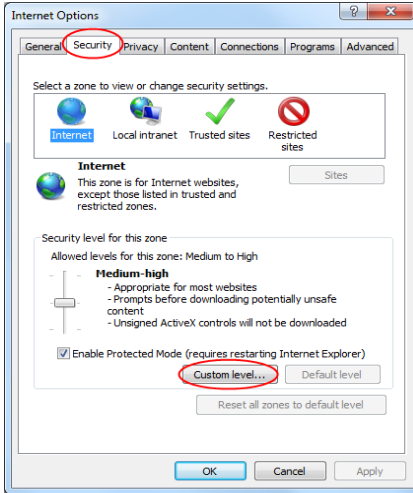 Internet Options
General Security Privacy Content Connections Programs Advanced
Select a zone to view or change security settings.
Internet Local intranet Trusted sites Restricted
sites
Internet
Sites
This zone is for Internet websites,
except those listed in trusted and
restricted zones.
Security level for this zone
Allowed levels for this zone: Medium to High
Medium-high
- Appropriate for most websites
- Prompts before downloading potentially unsafe
content
- Unsigned ActiveX controls will not be downloaded
Enable Protected Mode (requires restarting Internet Explorer)
Custom level... Default level
Reset all zones to default level
OK Cancel Apply